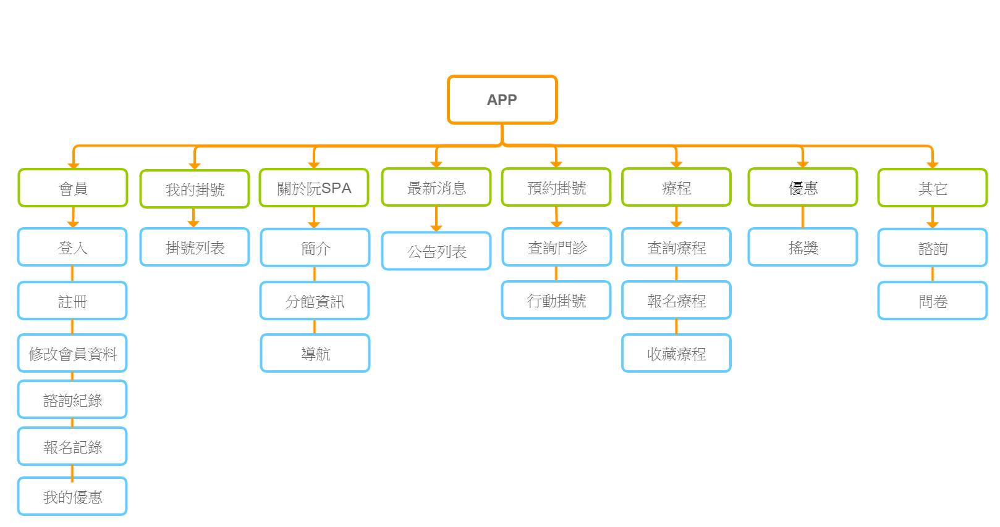 APP
會員
我的掛號
關於阮SPA
最新消息
預約掛號
療程
優惠
其它
登入
掛號列表
簡介
公告列表
查詢門診
查詢療程
搖獎
諮詢
註冊
分館資訊
行動掛號
報名療程
問卷
修改會員資料
導航
收藏療程
諮詢紀錄
報名記錄
我的優惠